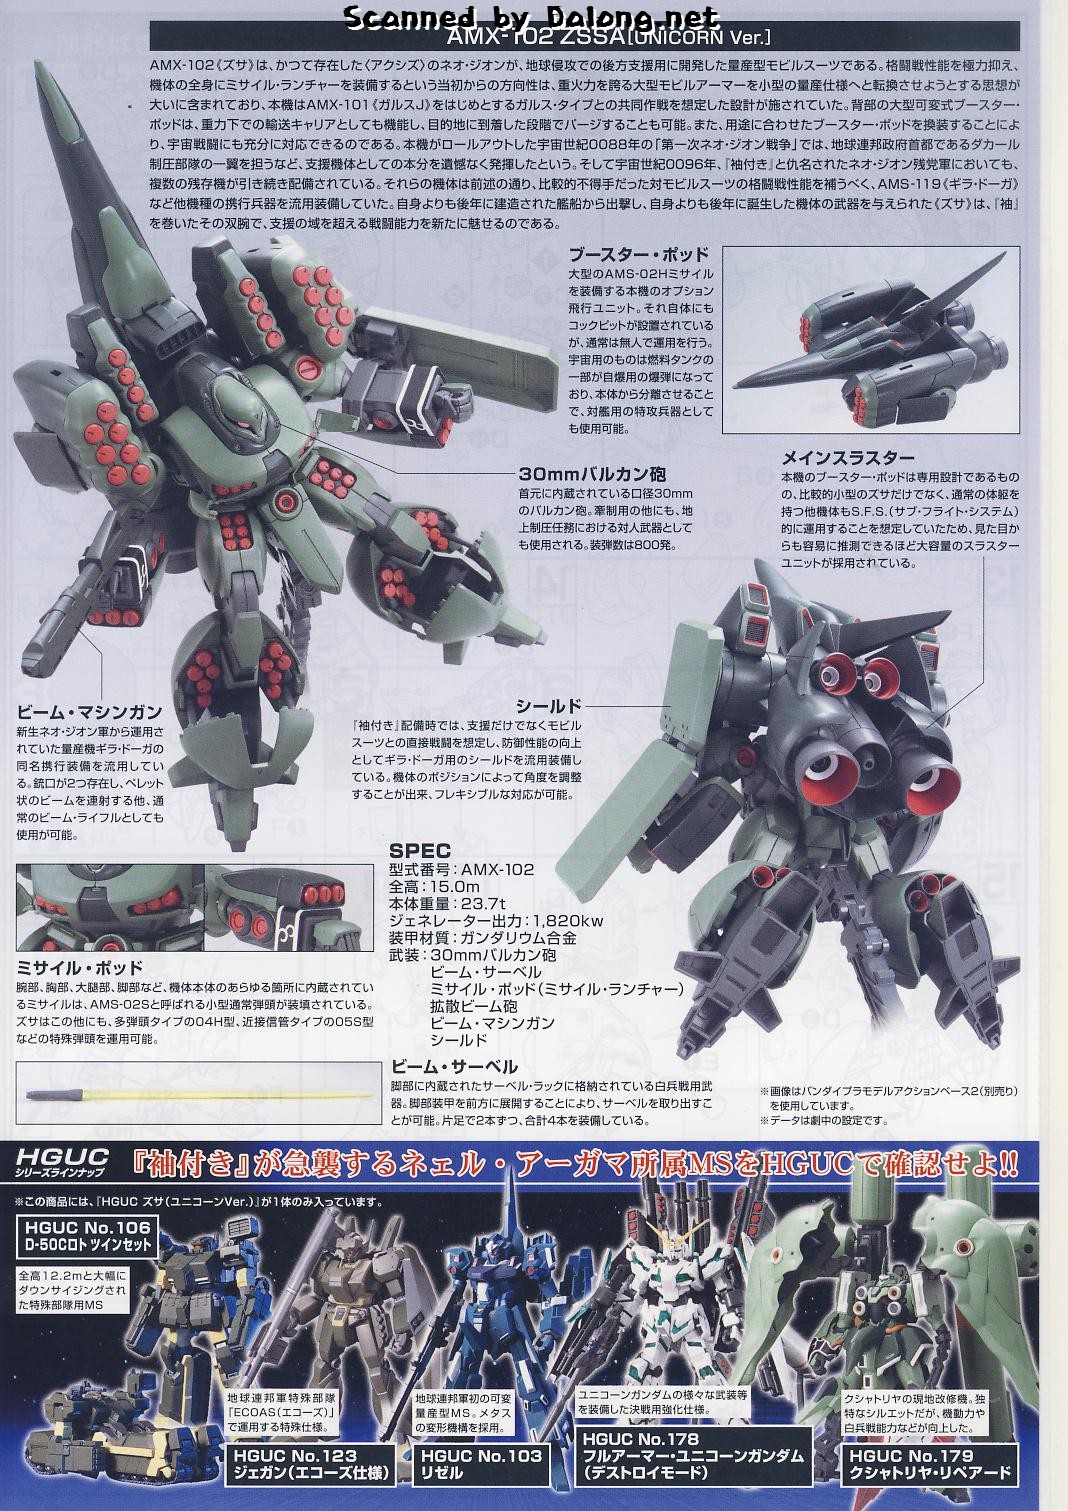 Scanned by Dalong.net
AMX-102 ZSSA[UNICORN Ver.]
AMX-102《ズサ》は、かつて存在した〈アクシズ〉のネオ・ジオンが、地球侵攻での後方支援用に開発した量産型モビルスーツである。格闘戦性能を極力抑え、
機体の全身にミサイル・ランチャーを装備するという当初からの方向性は、重火力を誇る大型モビルアーマーを小型の量産仕様へと転換させようとする思想が
大いに含まれており、本機はAMX-101《ガルスJ》をはじめとするガルス・タイプとの共同作戦を想定した設計が施されていた。背部の大型可変式ブースター・
ポッドは、重力下での輸送キャリアとしても機能し、目的地に到着した段階でパージすることも可能。また、用途に合わせたブースター・ポッドを換装することによ
り、宇宙戦闘にも充分に対応できるのである。本機がロールアウトした宇宙世紀0088年の「第一次ネオ・ジオン戦争」では、地球連邦政府首都であるダカール
制圧部隊の一翼を担うなど、支援機体としての本分を遺憾なく発揮したという。そして宇宙世紀0096年、『袖付き』と仇名されたネオ・ジオン残党軍においても、
複数の残存機が引き続き配備されている。それらの機体は前述の通り、比較的不得手だった対モビルスーツの格闘戦性能を補うべく、AMS-119《ギラ・ドーガ》
など他機種の携行兵器を流用装備していた。自身よりも後年に建造された艦船から出撃し、自身よりも後年に誕生した機体の武器を与えられた《ズサ》は、『袖』
を巻いたその双腕で、支援の域を超える戦闘能力を新たに魅せるのである。
ブースター・ポッド
大型のAMS-02Hミサイル
を装備する本機のオプション
飛行ユニット。それ自体にも
コックピットが設置されている
が、通常は無人で運用を行う。
宇宙用のものは燃料タンクの
一部が自爆用の爆弾になって
おり、本体から分離させること
で、対艦用の特攻兵器として
も使用可能。
30mmバルカン砲
首元に内蔵されている口径30mm
のバルカン砲。牽制用の他にも、地
上制圧任務における対人武器として
も使用される。装弾数は800発。
メインスラスター
本機のブースター・ポッドは専用設計であるもの
の、比較的小型のズサだけでなく、通常の体躯を
持つ他機体もS.F.S.(サブ・フライト・システム)
的に運用することを想定していたため、見た目か
らも容易に推測できるほど大容量のスラスター
ユニットが採用されている。
ビーム・マシンガン
新生ネオ・ジオン軍から運用さ
れていた量産機ギラ・ドーガの
同名携行装備を流用してい
る。銃口が2つ存在し、ペレット
状のビームを連射する他、通
常のビーム・ライフルとしても
使用が可能。
シールド
『袖付き』配備時では、支援だけでなくモビル
スーツとの直接戦闘を想定し、防御性能の向上
としてギラ・ドーガ用のシールドを流用装備し
ている。機体のポジションによって角度を調整
することが出来、フレキシブルな対応が可能。
SPEC
型式番号:AMX-102
全高:15.0m
本体重量:23.7t
ジェネレーター出力:1,820kw
装甲材質:ガンダリウム合金
武装:30mmバルカン砲
ビーム・サーベル
ミサイル・ポッド(ミサイル・ランチャー)
拡散ビーム砲
ビーム・マシンガン
シールド
ミサイル・ポッド
腕部、胸部、大腿部、脚部など、機体本体のあらゆる箇所に内蔵されてい
るミサイルは、AMS-02Sと呼ばれる小型通常弾頭が装填されている。
ズサはこの他にも、多弾頭タイプの04H型、近接信管タイプの05S型
などの特殊弾頭を運用可能。
ビーム・サーベル
脚部に内蔵されたサーベル・ラックに格納されている白兵戦用武
器。脚部装甲を前方に展開することにより、サーベルを取り出すこ
とが可能。片足で2本ずつ、合計4本を装備している。
※画像はバンダイプラモデルアクションベース2(別売り)
を使用しています。
※データは劇中の設定です。
HGUC
シリーズラインナップ
『袖付き』が急襲するネェル・アーガマ所属MSをHGUCで確認せよ!!
※この商品には、『HGUC ズサ(ユニコーンVer.)』が1体のみ入っています。
HGUC No.106
D-50Cロト ツインセット
全高12.2mと大幅に
ダウンサイジングされ
た特殊部隊用MS
地球連邦軍特殊部隊
「ECOAS(エコーズ)」
で運用する特殊仕様。
HGUC No.123
ジェガン(エコーズ仕様)
地球連邦軍初の可変
量産型MS。メタス
の変形機構を採用。
HGUC No.103
リゼル
ユニコーンガンダムの様々な武装等
を装備した決戦用強化仕様。
HGUC No.178
フルアーマー・ユニコーンガンダム
(デストロイモード)
クシャトリヤの現地改修機。独
特なシルエットだが、機動力や
白兵戦能力などが向上した。
HGUC No.179
クシャトリヤ・リペアード